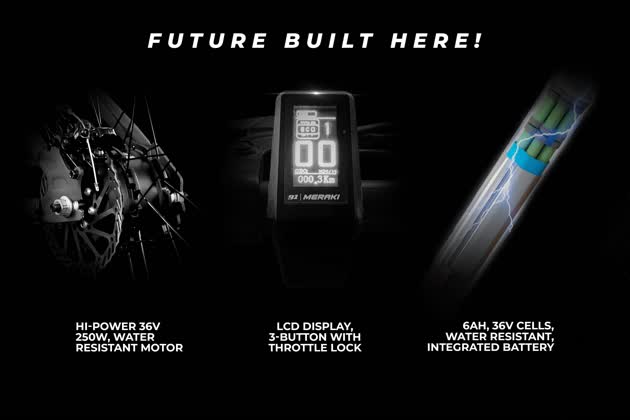 FUTURE BUILT HERE!
eco
1
00
000.3Km
91 MERAKI
HI-POWER 36V
250W, WATER
RESISTANT MOTOR
LCD DISPLAY,
3-BUTTON WITH
THROTTLE LOCK
6AH, 36V CELLS,
WATER RESISTANT,
INTEGRATED BATTERY